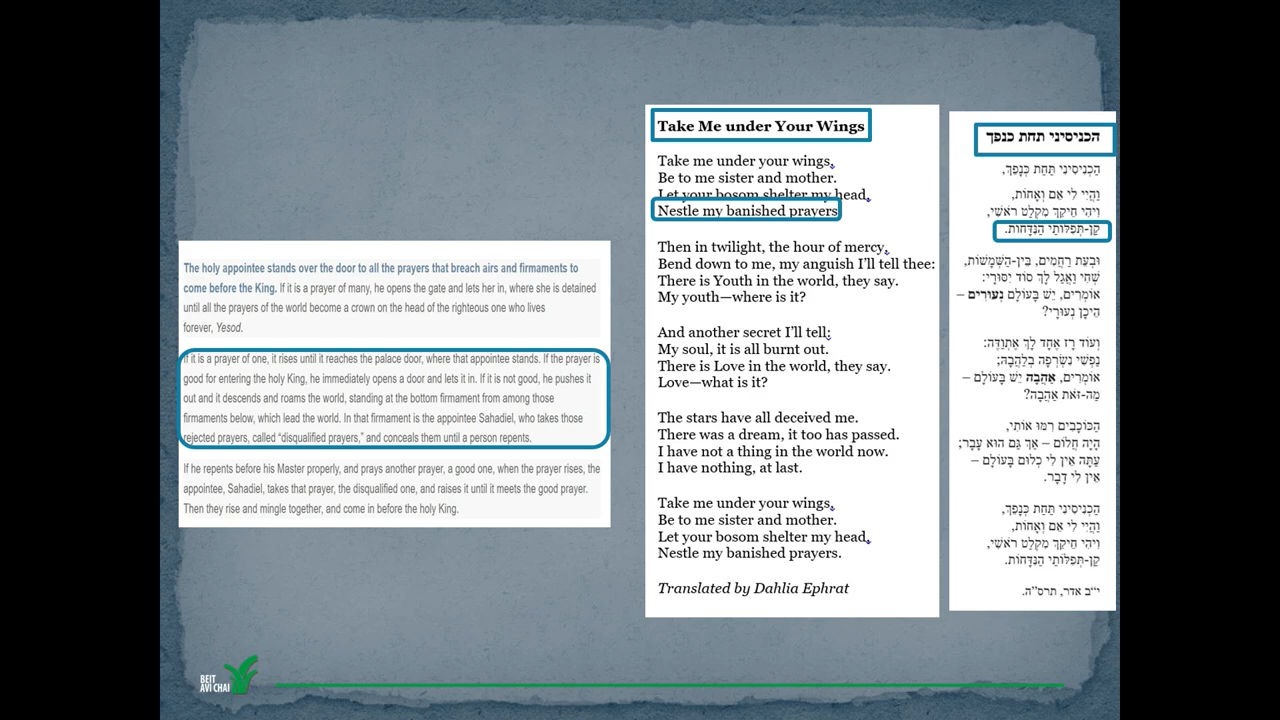 The holy appointee stands over the door to all the prayers that breach airs and firmaments to
come before the King. If it is a prayer of many, he opens the gate and lets her in, where she is detained
until all the prayers of the world become a crown on the head of the righteous one who lives
forever, Yesod.
If it is a prayer of one, it rises until it reaches the palace door, where that appointee stands. If the prayer is
good for entering the holy King, he immediately opens a door and lets it in. If it is not good, he pushes it
out and it descends and roams the world, standing at the bottom firmament from among those
firmaments below, which lead the world. In that firmament is the appointee Sahadiel, who takes those
rejected prayers, called “disqualified prayers,” and conceals them until a person repents.
If he repents before his Master properly, and prays another prayer, a good one, when the prayer rises, the
appointee, Sahadiel, takes that prayer, the disqualified one, and raises it until it meets the good prayer.
Then they rise and mingle together, and come in before the holy King.
Take Me under Your Wings
Take me under your wings,
Be to me sister and mother.
Let your bosom shelter my head,
Nestle my banished prayers
Then in twilight, the hour of mercy,
Bend down to me, my anguish I’ll tell thee:
There is Youth in the world, they say.
My youth—where is it?
And another secret I’ll tell:
My soul, it is all burnt out.
There is Love in the world, they say.
Love—what is it?
The stars have all deceived me.
There was a dream, it too has passed.
I have not a thing in the world now.
I have nothing, at last.
Take me under your wings,
Be to me sister and mother.
Let your bosom shelter my head,
Nestle my banished prayers.
Translated by Dahlia Ephrat
הכניסיני תחת כנפך
הַכְנִיסִינִי תַּחַת כְּנָפֵךְ,
וַהֲיִי לִי אֵם וְאָחוֹת,
וִיהִי חֵיקֵךְ מִקְלַט רֹאשִׁי,
קַן-תְּפִלּוֹתַי הַנִּדָּחוֹת.
וּבְעֵת רַחֲמִים, בֵּין-הַשְּׁמָשׁוֹת,
שְׁחִי וַאֲגַל לָךְ סוֹד יִסּוּרָי:
אוֹמְרִים, יֵשׁ בָּעוֹלָם נְעוּרִים –
הֵיכָן נְעוּרָי?
וְעוֹד רָז אֶחָד לָךְ אֶתְוַדֶּה:
נַפְשִׁי נִשְׂרְפָה בְלַהֲבָהּ;
אוֹמְרִים, אַהֲבָה יֵשׁ בָּעוֹלָם –
מַה-זֹּאת אַהֲבָה?
הַכּוֹכָבִים רִמּוּ אוֹתִי,
הָיָה חֲלוֹם – אַךְ גַּם הוּא עָבָר;
עַתָּה אֵין לִי כְלוּם בָּעוֹלָם –
אֵין לִי דָבָר.
הַכְנִיסִינִי תַּחַת כְּנָפֵךְ,
וַהֲיִי לִי אֵם וְאָחוֹת,
וִיהִי חֵיקֵךְ מִקְלַט רֹאשִׁי,
קַן-תְּפִלּוֹתַי הַנִּדָּחוֹת.
י״ב אדר, תרס״ה.
BEIT
AVI CHAI